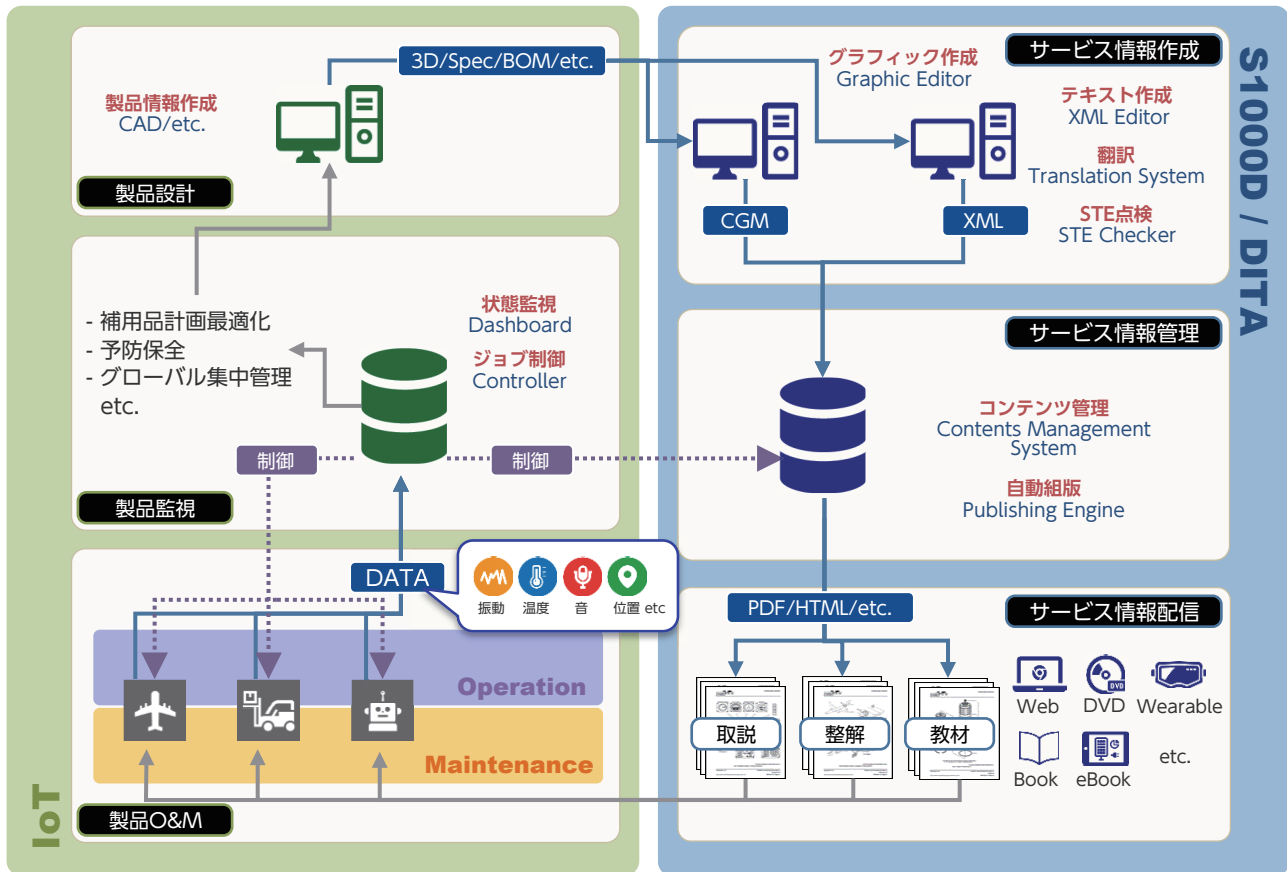 3D/Spec/BOM/etc.
製品情報作成
CAD/etc.
製品設計
- 補用品計画最適化
- 予防保全
- グローバル集中管理
etc.
状態監視
Dashboard
ジョブ制御
Controller
制御
制御
製品監視
DATA
振動
温度
音
位置 etc
Operation
Maintenance
製品O&M
IoT
サービス情報作成
グラフィック作成
Graphic Editor
テキスト作成
XML Editor
翻訳
Translation System
STE点検
STE Checker
CGM
XML
S1000D / DITA
サービス情報管理
コンテンツ管理
Contents Management
System
自動組版
Publishing Engine
サービス情報配信
PDF/HTML/etc.
取説
整解
教材
Web
DVD
DVD
Wearable
Book
eBook
etc.